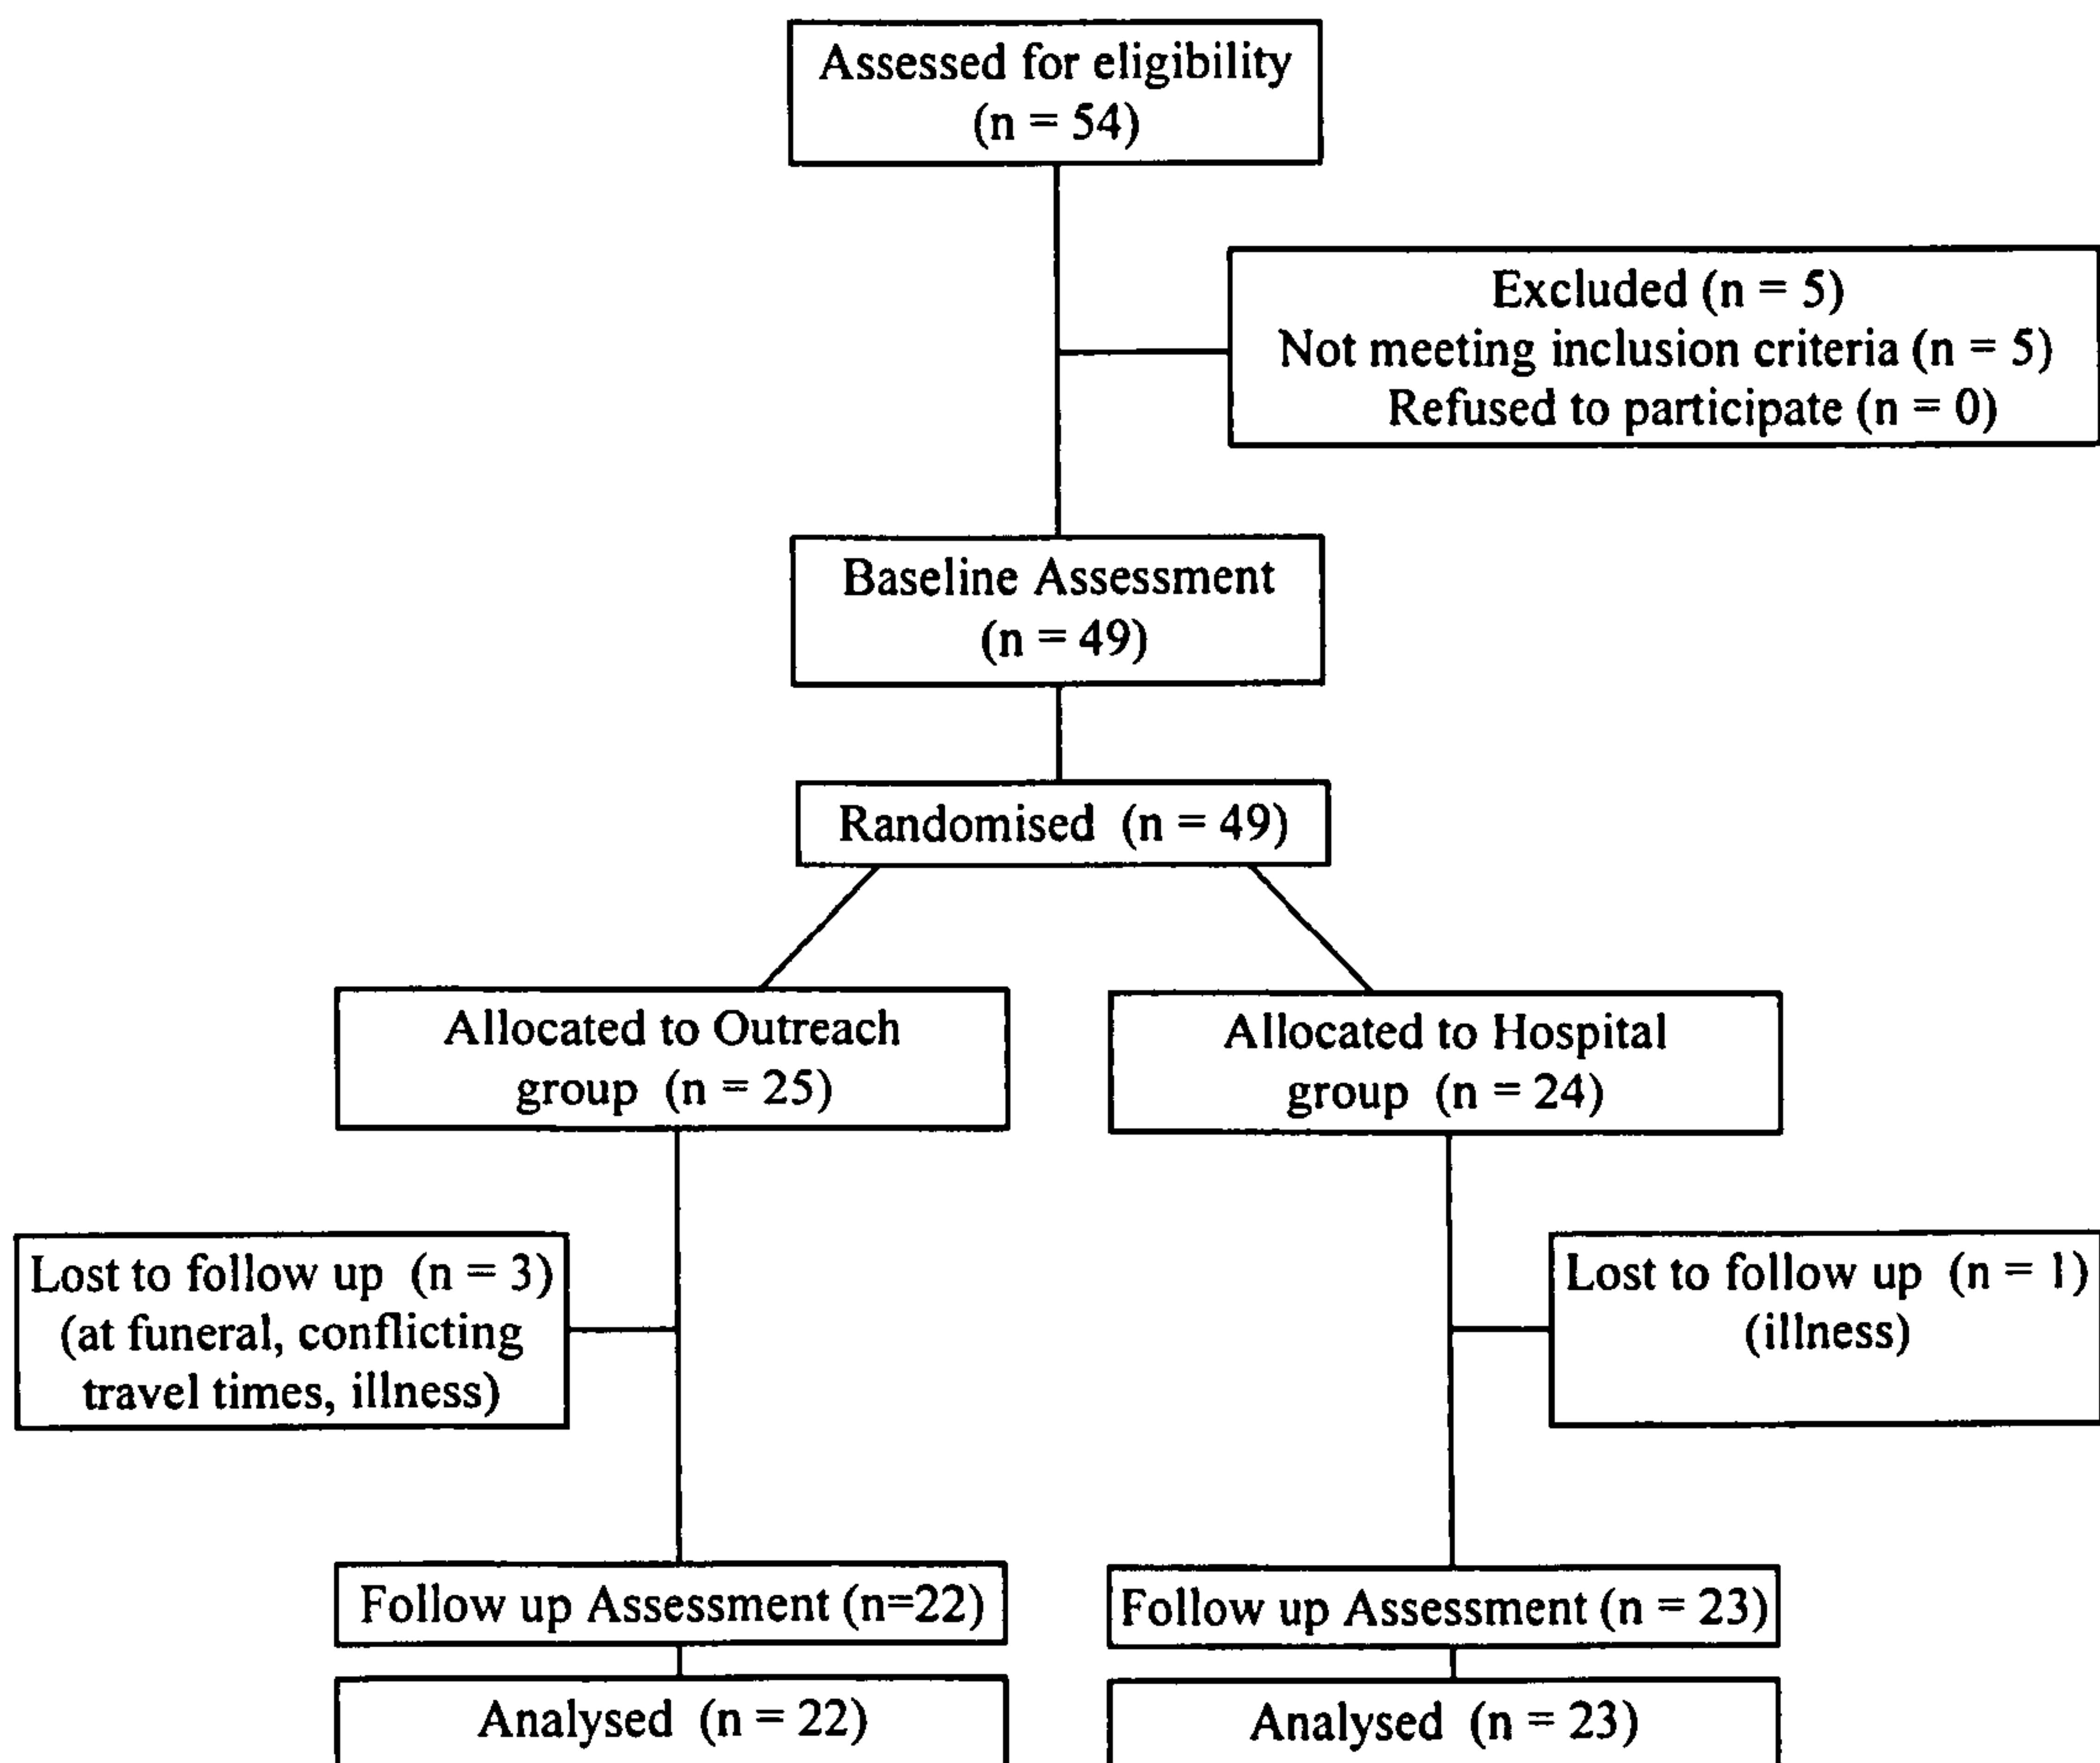 Assessed for eligibility
(n = 54)
Excluded (n = 5)
Not meeting inclusion criteria (n = 5)
Refused to participate (n = 0)
Baseline Assessment
(n = 49)
Randomised (n = 49)
Allocated to Outreach
group (n = 25)
Allocated to Hospital
group (n = 24)
Lost to follow up (n = 3)
(at funeral, conflicting
travel times, illness)
Lost to follow up (n = 1)
(illness)
Follow up Assessment (n=22)
Follow up Assessment (n = 23)
Analysed (n = 22)
Analysed (n = 23)